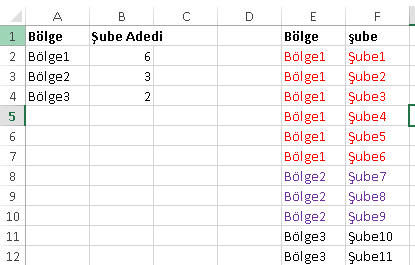 A B C D E F
1 Bölge Şube Adedi Bölge şube
2 Bölge1 6 Bölge1 Şube1
3 Bölge2 3 Bölge1 Şube2
4 Bölge3 2 Bölge1 Şube3
5 Bölge1 Şube4
6 Bölge1 Şube5
7 Bölge1 Şube6
8 Bölge2 Şube7
9 Bölge2 Şube8
10 Bölge2 Şube9
11 Bölge3 Şube10
12 Bölge3 Şube11